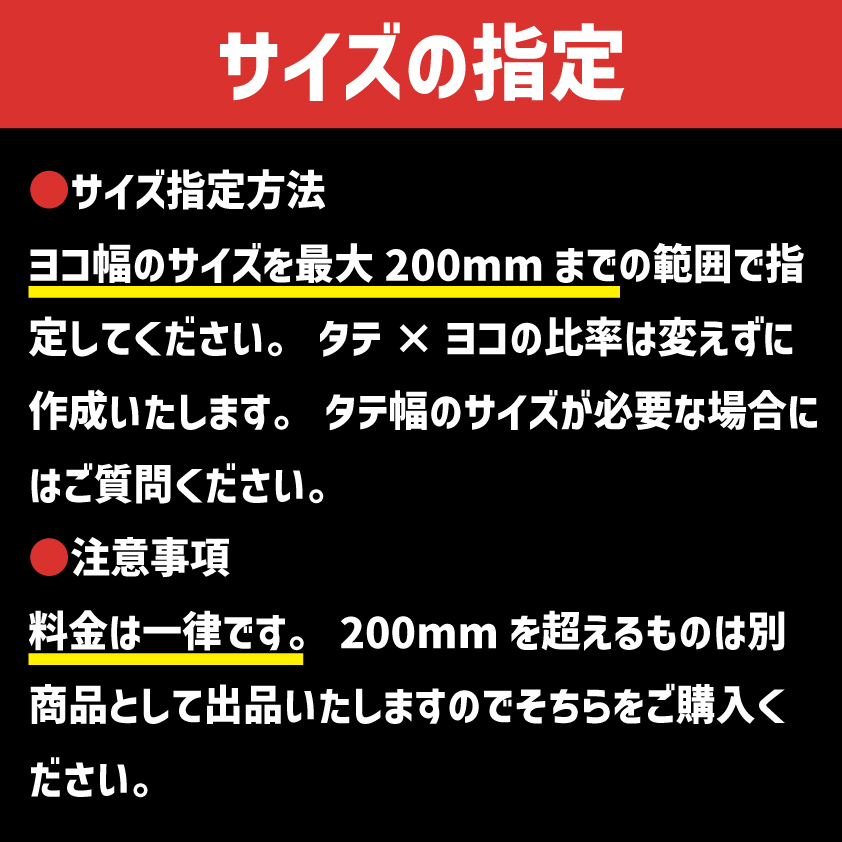 サイズの指定
●サイズ指定方法
ヨコ幅のサイズを最大 200mm までの範囲で指
定してください。 タテ × ヨコの比率は変えずに
作成いたします。 タテ幅のサイズが必要な場合に
はご質問ください。
●注意事項
料金は一律です。 200mm を超えるものは別
商品として出品いたしますのでそちらをご購入く
ださい。